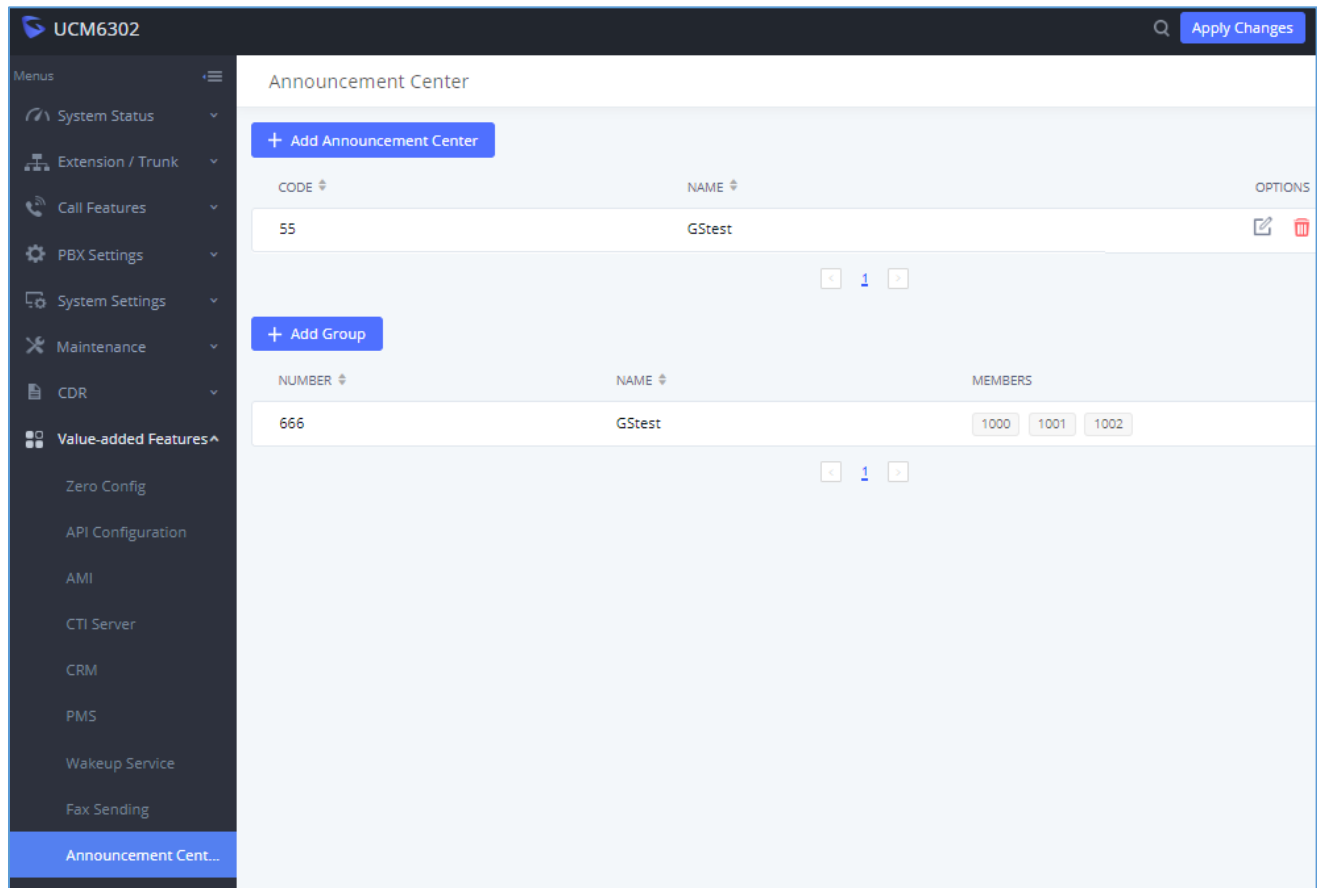 UCM6302
Apply Changes
Menus
System Status
Extension / Trunk
Call Features
PBX Settings
System Settings
Maintenance
CDR
Value-added Features
Zero Config
API Configuration
AMI
CTI Server
CRM
PMS
Wakeup Service
Fax Sending
Announcement Cent...
Announcement Center
+ Add Announcement Center
CODE NAME OPTIONS
55 GStest
< 1 >
+ Add Group
NUMBER NAME MEMBERS
666 GStest 1000 1001 1002
< 1 >